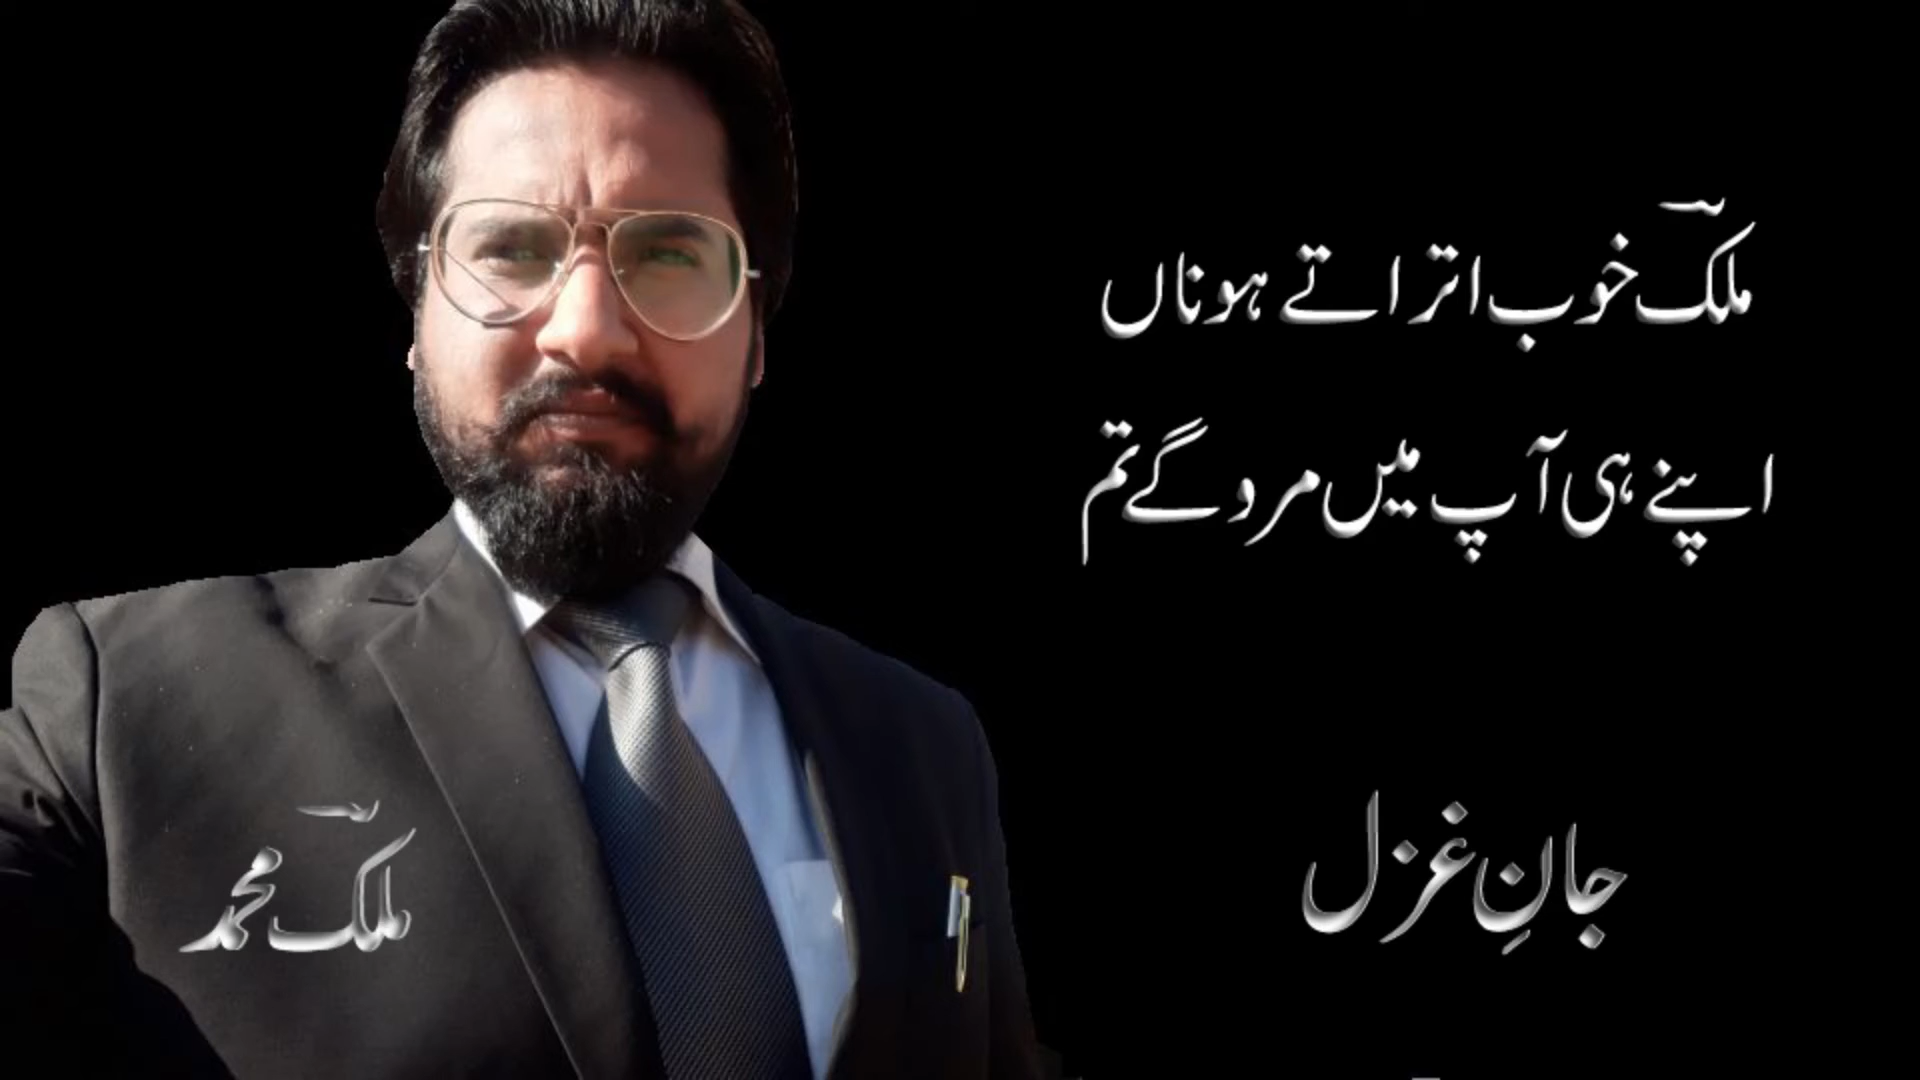 ملکؔ خوب اتراتے ہو ناں
اپنے ہی آپ میں مرو گے تم
جانِ غزل
ملکؔ محمد